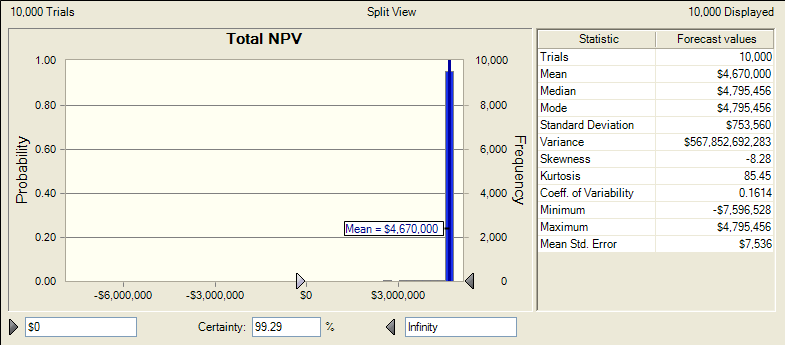 10,000 Trials Split View 10,000 Displayed
Total NPV
1.00 10,000
0.80 8,000
0.60 6,000
0.40 4,000
0.20 2,000
0.00 0
Probability
Frequency
Mean = $4,670,000
-$6,000,000 -$3,000,000 $0 $3,000,000
$0 Certainty: 99.29 % Infinity
Statistic Forecast values
Trials 10,000
Mean $4,670,000
Median $4,795,456
Mode $4,795,456
Standard Deviation $753,560
Variance $567,852,692,283
Skewness -8.28
Kurtosis 85.45
Coeff. of Variability 0.1614
Minimum -$7,596,528
Maximum $4,795,456
Mean Std. Error $7,536